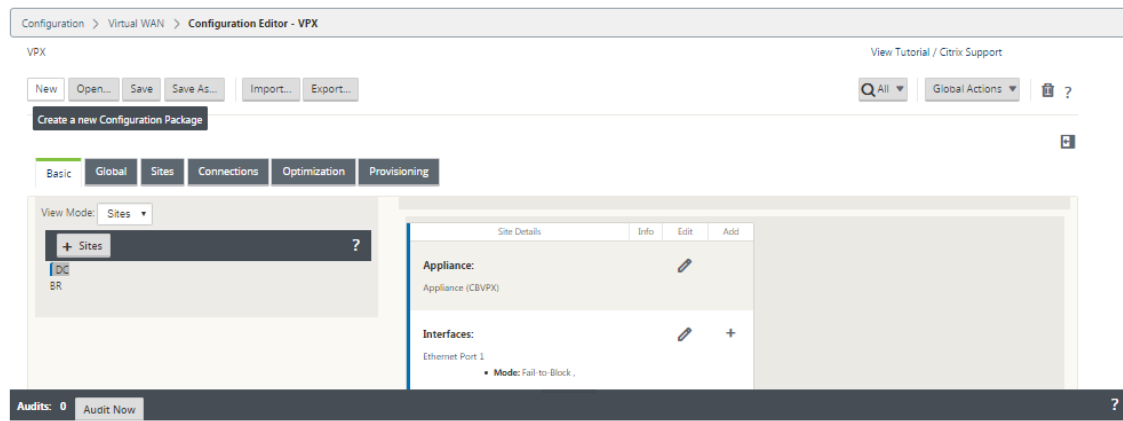 Configuration > Virtual WAN > Configuration Editor - VPX
VPX
View Tutorial / Citrix Support
New Open... Save Save As... Import... Export... All ▼ Global Actions ▼ ?
Create a new Configuration Package
Basic Global Sites Connections Optimization Provisioning
View Mode: Sites ▼
+ Sites ?
DC
BR
Site Details Info Edit Add
Appliance:
Appliance (CBVPX)
Interfaces: +
Ethernet Port 1
• Mode: Fail-to-Block ,
Audits: 0 Audit Now ?